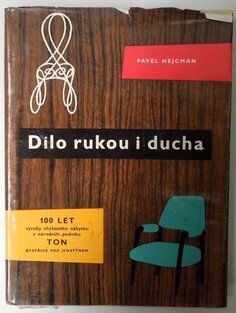 PAVEL HEJCMAN
Dílo rukou i ducha
100 LET
výroby ohýbaného nábytku
v národním podniku
TON
BYSTŘICE POD HOSTÝNEM